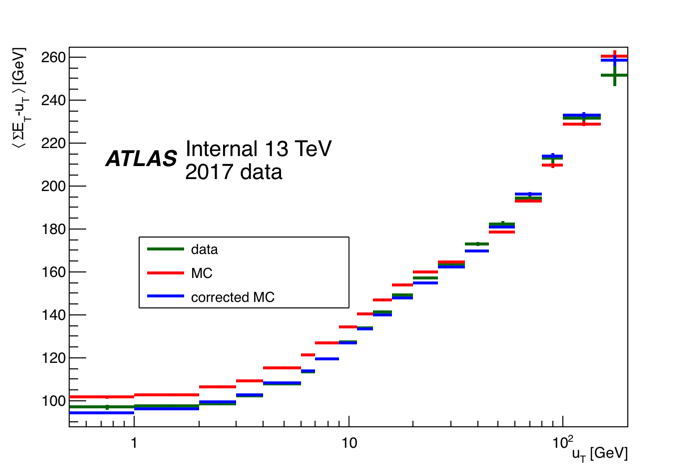 260
240
220
200
180
160
140
120
100
⟨ΣE_T-u_T⟩ [GeV]
ATLAS Internal 13 TeV
2017 data
data
MC
corrected MC
1 10 10²
u_T [GeV]